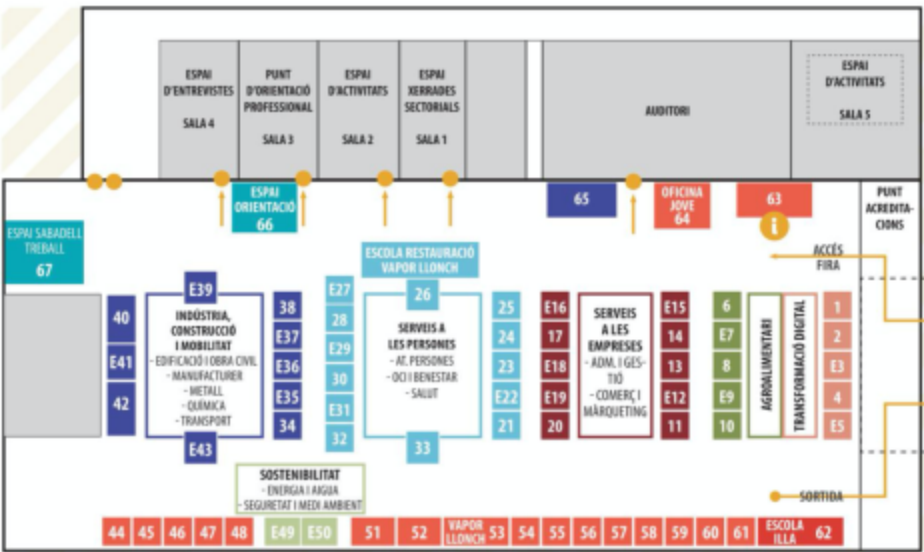 ESPAI
D'ENTREVISTES
SALA 4
PUNT
D'ORIENTACIÓ
PROFESSIONAL
SALA 3
ESPAI
D'ACTIVITATS
SALA 2
ESPAI
XERRADES
SECTORIALS
SALA 1
AUDITORI
ESPAI
D'ACTIVITATS
SALA 5
ESPAI
ORIENTACIÓ
66
65
OFICINA
JOVE
64
63
i
PUNT
ACREDITA-
CIONS
ESPAI SABADELL
TREBALL
67
ACCÉS
FIRA
ESCOLA RESTAURACIÓ
VAPOR LLONCH
40
E41
42
E39
INDÚSTRIA,
CONSTRUCCIÓ
I MOBILITAT
- EDIFICACIÓ I OBRA CIVIL
- MANUFACTURER
- METALL
- QUÍMICA
- TRANSPORT
E43
38
E37
E36
E35
34
E27
28
E29
30
E31
32
26
SERVEIS A
LES PERSONES
- AT. PERSONES
- OCI I BENESTAR
- SALUT
33
25
24
23
E22
21
E16
17
E18
E19
20
SERVEIS
A LES
EMPRESES
- ADM. I GES-
TIÓ
- COMERÇ I
MÀRQUETING
E15
14
13
E12
11
6
E7
8
E9
10
AGROALIMENTARI
TRANSFORMACIÓ DIGITAL
1
2
E3
4
E5
SOSTENIBILITAT
- ENERGIA I AIGUA
- SEGURETAT I MEDI AMBIENT
SORTIDA
44 45 46 47 48 E49 E50 51 52 VAPOR LLONCH 53 54 55 56 57 58 59 60 61 ESCOLA ILLA 62